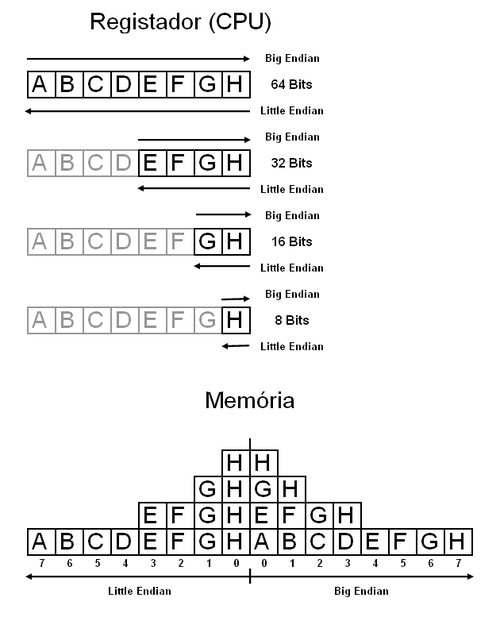 Registador (CPU)
Big Endian
A B C D E F G H 64 Bits
Little Endian
Big Endian
A B C D E F G H 32 Bits
Little Endian
Big Endian
A B C D E F G H 16 Bits
Little Endian
Big Endian
A B C D E F G H 8 Bits
Little Endian
Memória
H H
G H G H
E F G H E F G H
A B C D E F G H A B C D E F G H
7 6 5 4 3 2 1 0 0 1 2 3 4 5 6 7
Little Endian Big Endian